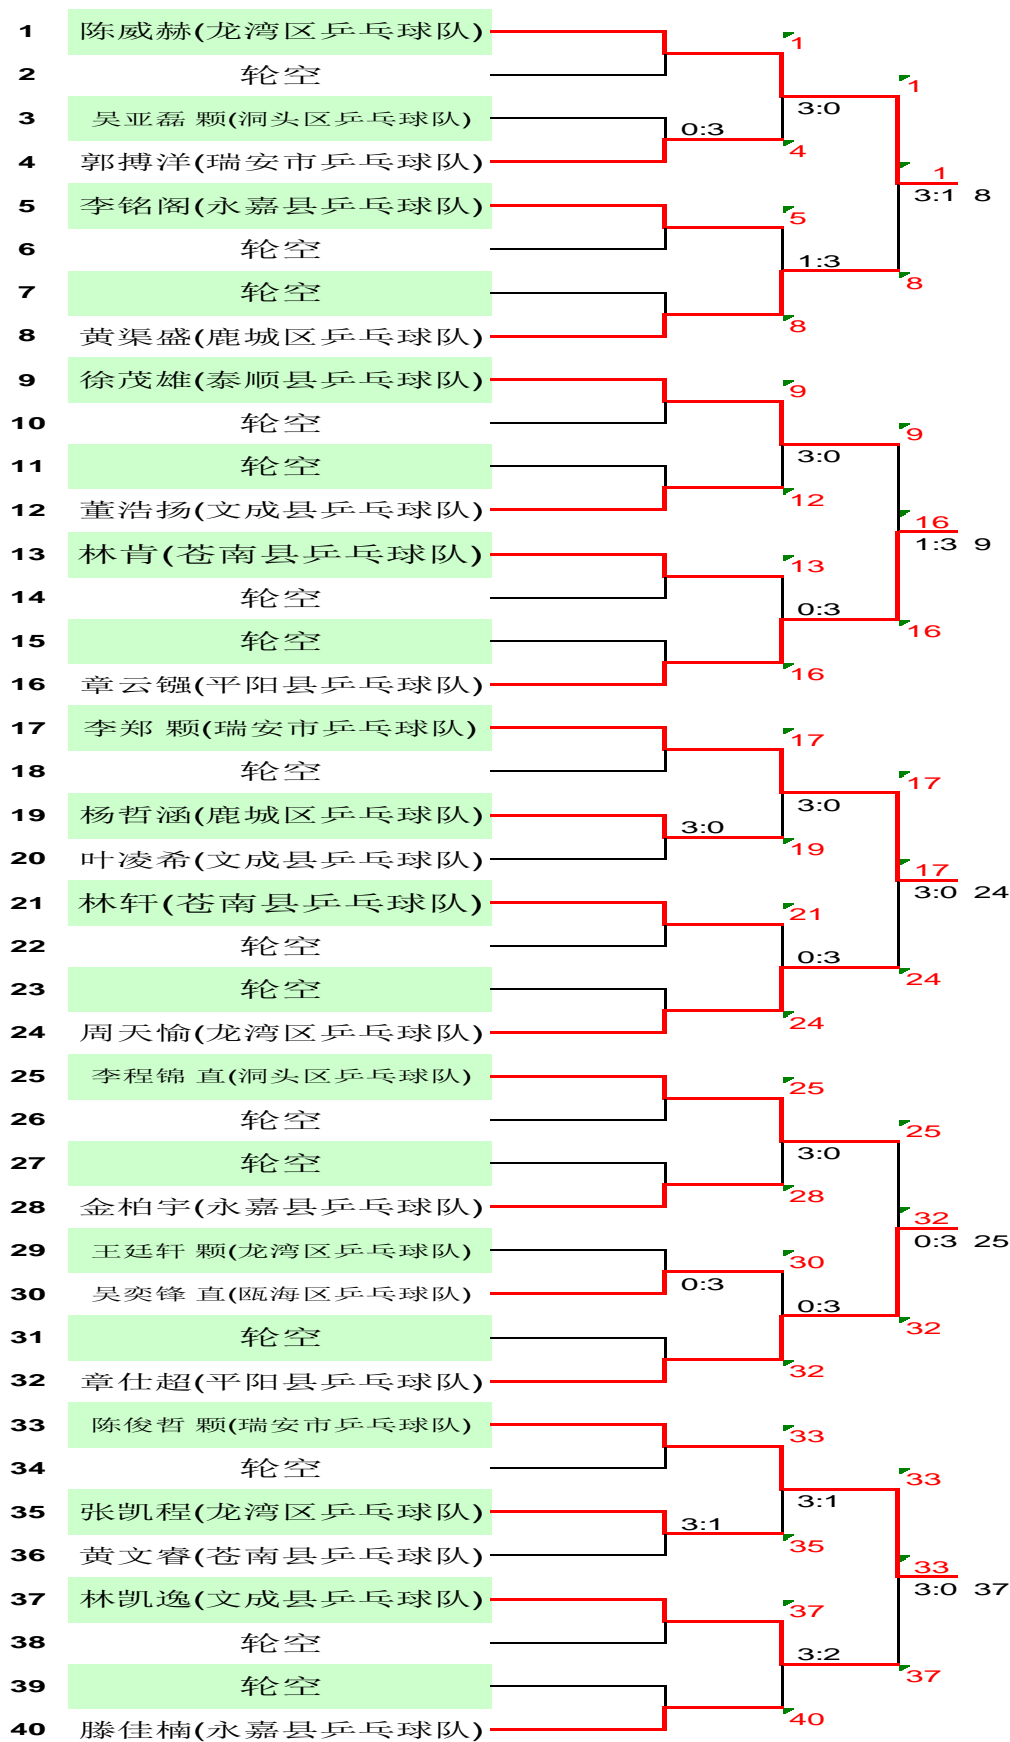 1 陈威赫(龙湾区乒乓球队) 1
2 轮空 1
3:0
3 吴亚磊 颗(洞头区乒乓球队) 0:3
4 郭搏洋(瑞安市乒乓球队) 4
1
3:1 8
5 李铭阁(永嘉县乒乓球队) 5
6 轮空
1:3
7 轮空 8
8 黄渠盛(鹿城区乒乓球队) 8
9 徐茂雄(泰顺县乒乓球队) 9
10 轮空 9
3:0
11 轮空
12 董浩扬(文成县乒乓球队) 12
16
1:3 9
13 林肯(苍南县乒乓球队) 13
14 轮空
0:3
15 轮空 16
16 章云镪(平阳县乒乓球队) 16
17 李郑 颗(瑞安市乒乓球队) 17
18 轮空 17
3:0
19 杨哲涵(鹿城区乒乓球队) 3:0
20 叶凌希(文成县乒乓球队) 19
17
3:0 24
21 林轩(苍南县乒乓球队) 21
22 轮空
0:3
23 轮空 24
24 周天愉(龙湾区乒乓球队) 24
25 李程锦 直(洞头区乒乓球队) 25
26 轮空 25
3:0
27 轮空
28 金柏宇(永嘉县乒乓球队) 28
32
0:3 25
29 王廷轩 颗(龙湾区乒乓球队) 30
30 吴奕锋 直(瓯海区乒乓球队) 0:3
0:3
31 轮空 32
32 章仕超(平阳县乒乓球队) 32
33 陈俊哲 颗(瑞安市乒乓球队) 33
34 轮空 33
3:1
35 张凯程(龙湾区乒乓球队) 3:1
36 黄文睿(苍南县乒乓球队) 35
33
3:0 37
37 林凯逸(文成县乒乓球队) 37
38 轮空
3:2
39 轮空 37
40 滕佳楠(永嘉县乒乓球队) 40